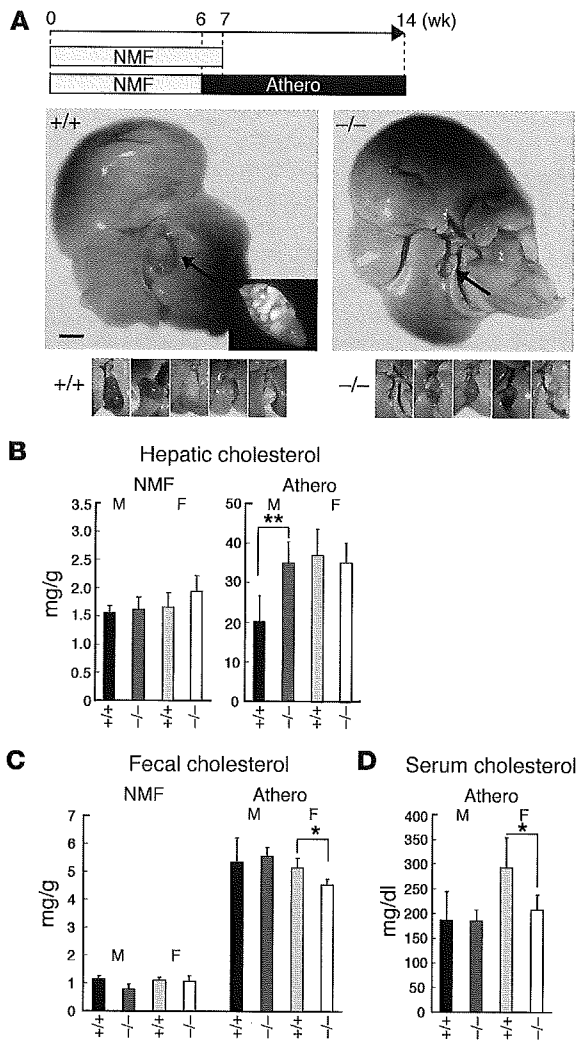 A
0 6 7 14 (wk)
NMF
NMF Athero
+/+ −/−
+/+ −/−
B Hepatic cholesterol
NMF Athero
M F M F
mg/g
3.5
3.0
2.5
2.0
1.5
1.0
0.5
0
50
40
30
20
10
0
**
+/+ −/− +/+ −/− +/+ −/− +/+ −/−
C Fecal cholesterol
NMF Athero
M F
mg/g
7
6
5
4
3
2
1
0
M F
*
+/+ −/− +/+ −/− +/+ −/− +/+ −/−
D Serum cholesterol
Athero
M F
mg/dl
400
350
300
250
200
150
100
50
0
*
+/+ −/− +/+ −/−